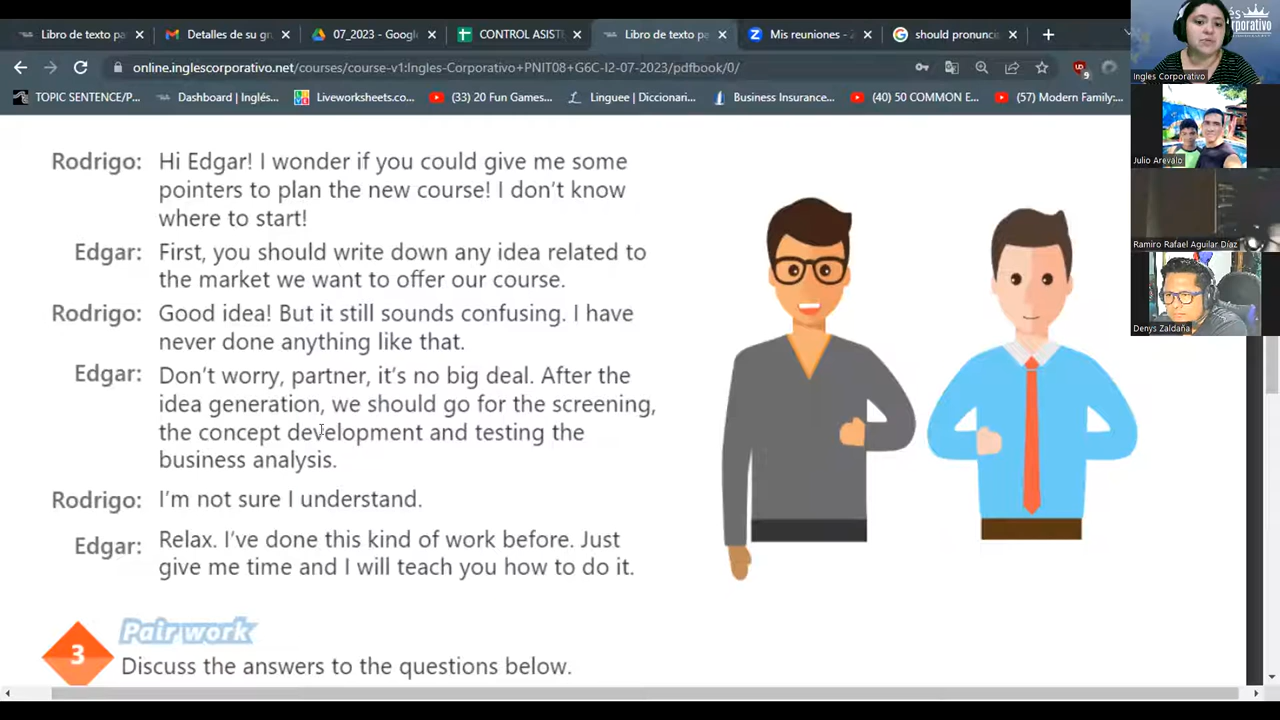 Libro de texto pa
Detalles de su gr
07_2023 - Google
CONTROL ASIST
Libro de texto pa
Mis reuniones - Z
should pronunci
online.inglescorporativo.net/courses/course-v1:Ingles-Corporativo+PNIT08+G6C-I2-07-2023/pdfbook/0/
9
TOPIC SENTENCE/P...
Dashboard | Inglés...
Liveworksheets.co...
(33) 20 Fun Games...
Linguee | Diccionari...
Business Insurance...
(40) 50 COMMON E...
(57) Modern Family:...
Ingles Corporativo
Julio Arevalo
Ramiro Rafael Aguilar Díaz
Denys Zaldaña
Rodrigo: Hi Edgar! I wonder if you could give me some
pointers to plan the new course! I don't know
where to start!
Edgar: First, you should write down any idea related to
the market we want to offer our course.
Rodrigo: Good idea! But it still sounds confusing. I have
never done anything like that.
Edgar: Don't worry, partner, it's no big deal. After the
idea generation, we should go for the screening,
the concept development and testing the
business analysis.
Rodrigo: I'm not sure I understand.
Edgar: Relax. I've done this kind of work before. Just
give me time and I will teach you how to do it.
3
Pair work
Discuss the answers to the questions below.